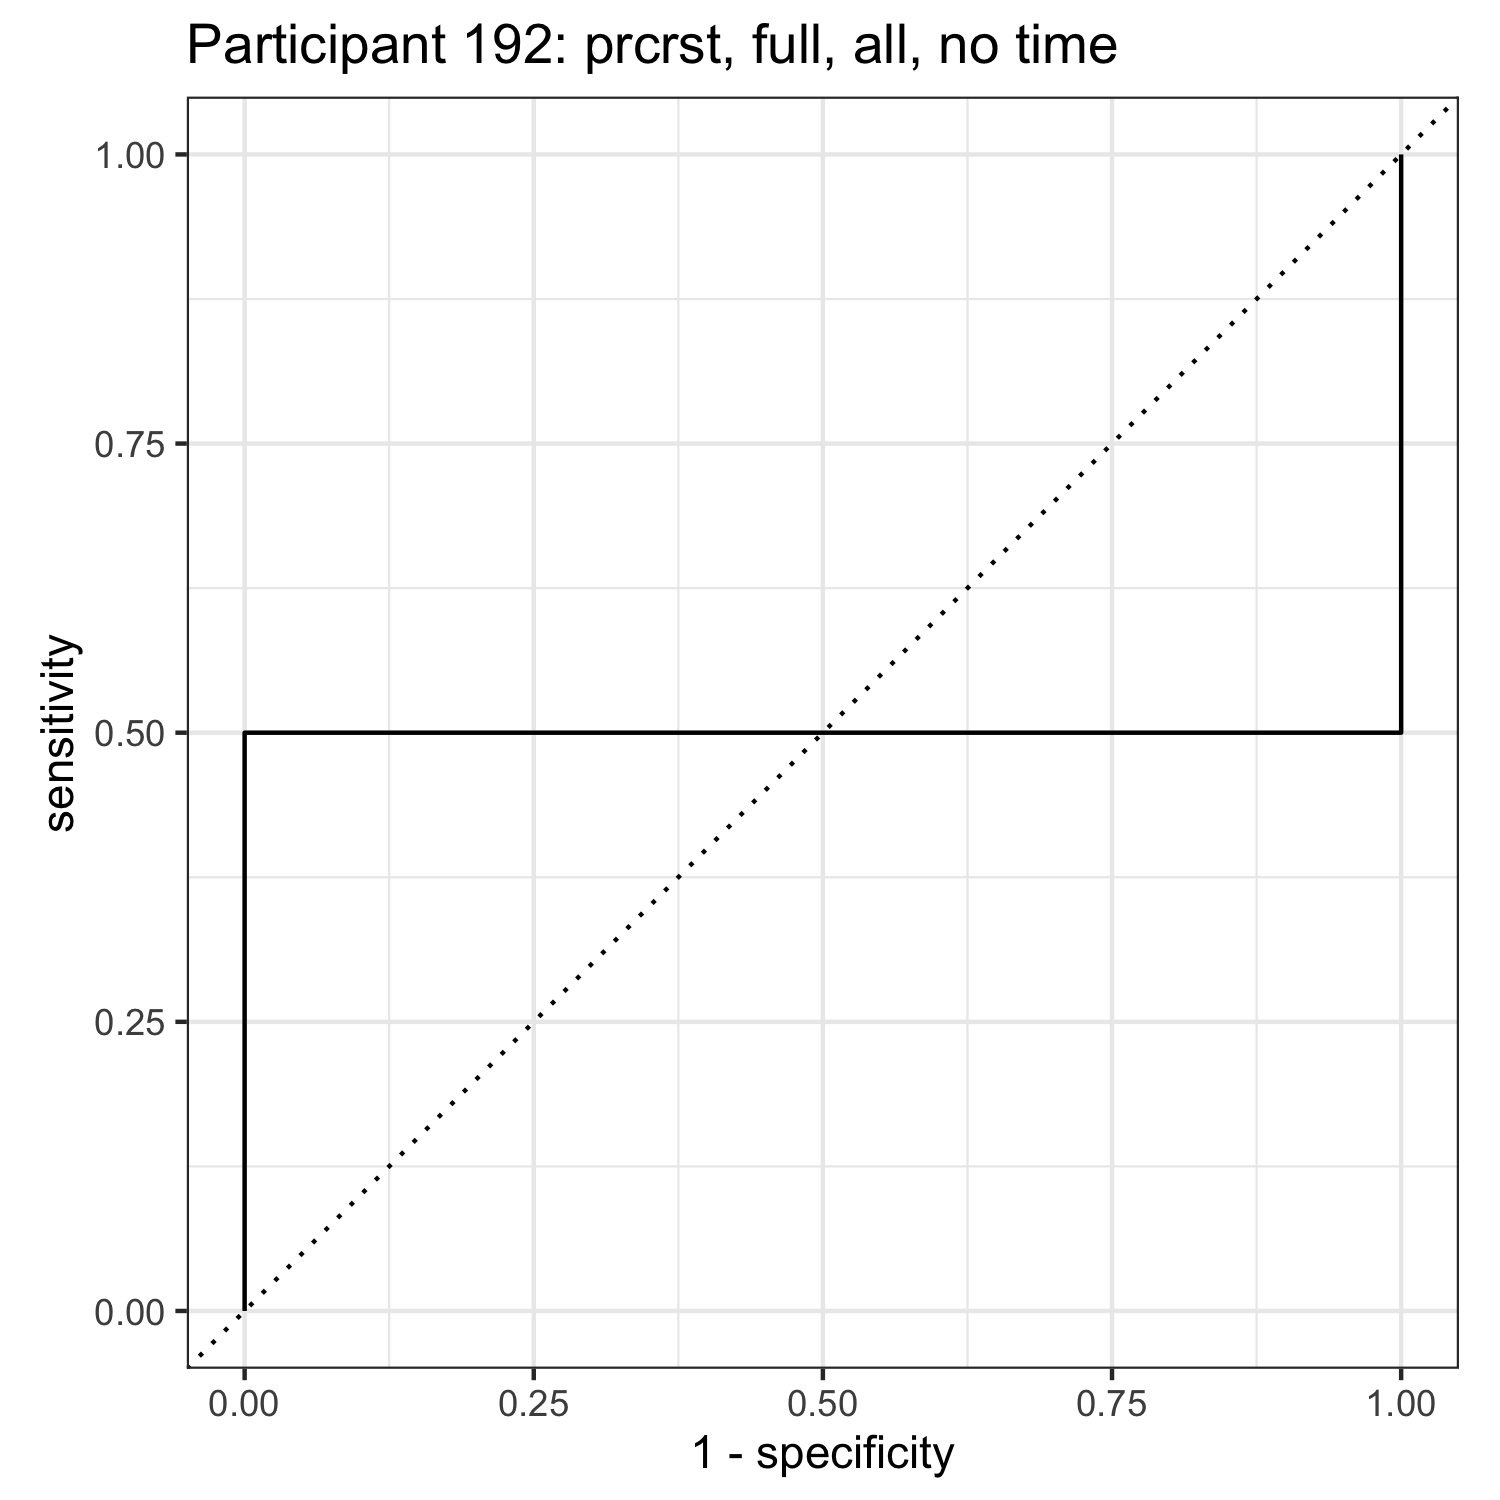 Participant 192: prcrst, full, all, no time
1.00
0.75
0.50
0.25
0.00
sensitivity
0.00 0.25 0.50 0.75 1.00
1 - specificity